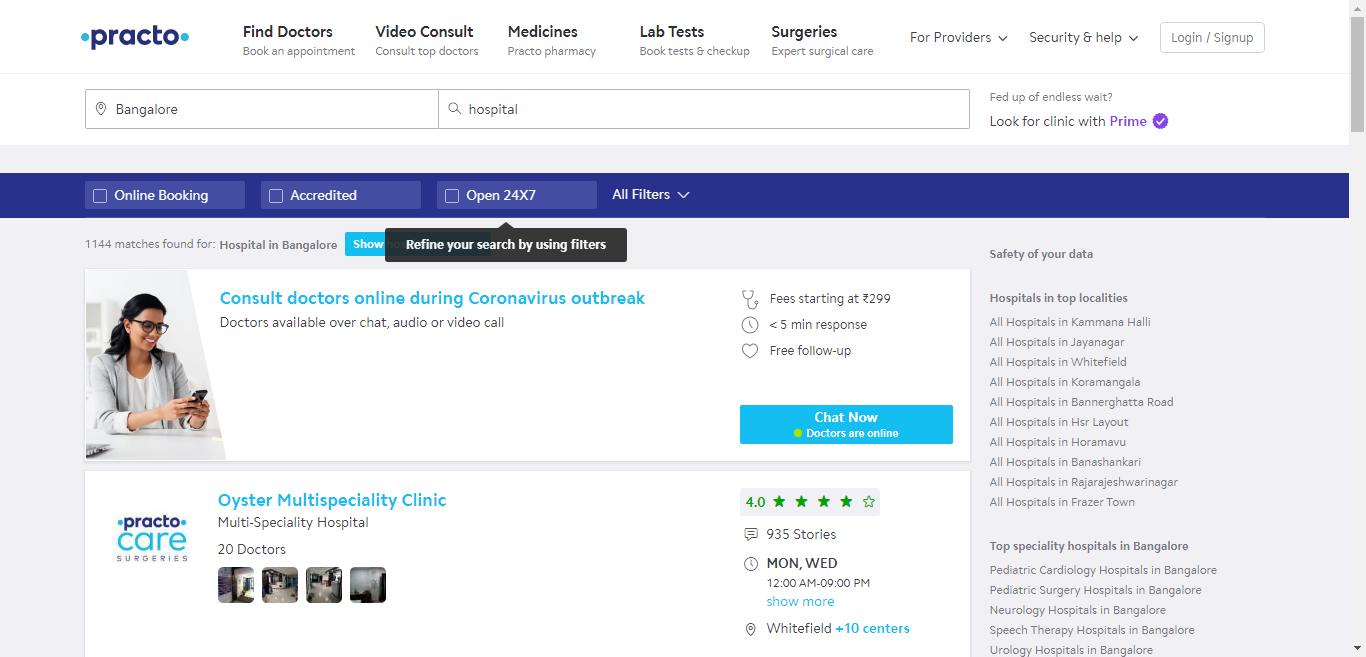 practo
Find Doctors
Book an appointment
Video Consult
Consult top doctors
Medicines
Practo pharmacy
Lab Tests
Book tests & checkup
Surgeries
Expert surgical care
For Providers
Security & help
Login / Signup
Bangalore
hospital
Fed up of endless wait?
Look for clinic with Prime
Online Booking
Accredited
Open 24X7
All Filters
1144 matches found for: Hospital in Bangalore
Show
Refine your search by using filters
Consult doctors online during Coronavirus outbreak
Doctors available over chat, audio or video call
Fees starting at ₹299
< 5 min response
Free follow-up
Chat Now
Doctors are online
practo
care
SURGERIES
Oyster Multispeciality Clinic
Multi-Speciality Hospital
20 Doctors
4.0
935 Stories
MON, WED
12:00 AM-09:00 PM
show more
Whitefield +10 centers
Safety of your data
Hospitals in top localities
All Hospitals in Kammana Halli
All Hospitals in Jayanagar
All Hospitals in Whitefield
All Hospitals in Koramangala
All Hospitals in Bannerghatta Road
All Hospitals in Hsr Layout
All Hospitals in Horamavu
All Hospitals in Banashankari
All Hospitals in Rajarajeshwarinagar
All Hospitals in Frazer Town
Top speciality hospitals in Bangalore
Pediatric Cardiology Hospitals in Bangalore
Pediatric Surgery Hospitals in Bangalore
Neurology Hospitals in Bangalore
Speech Therapy Hospitals in Bangalore
Urology Hospitals in Bangalore